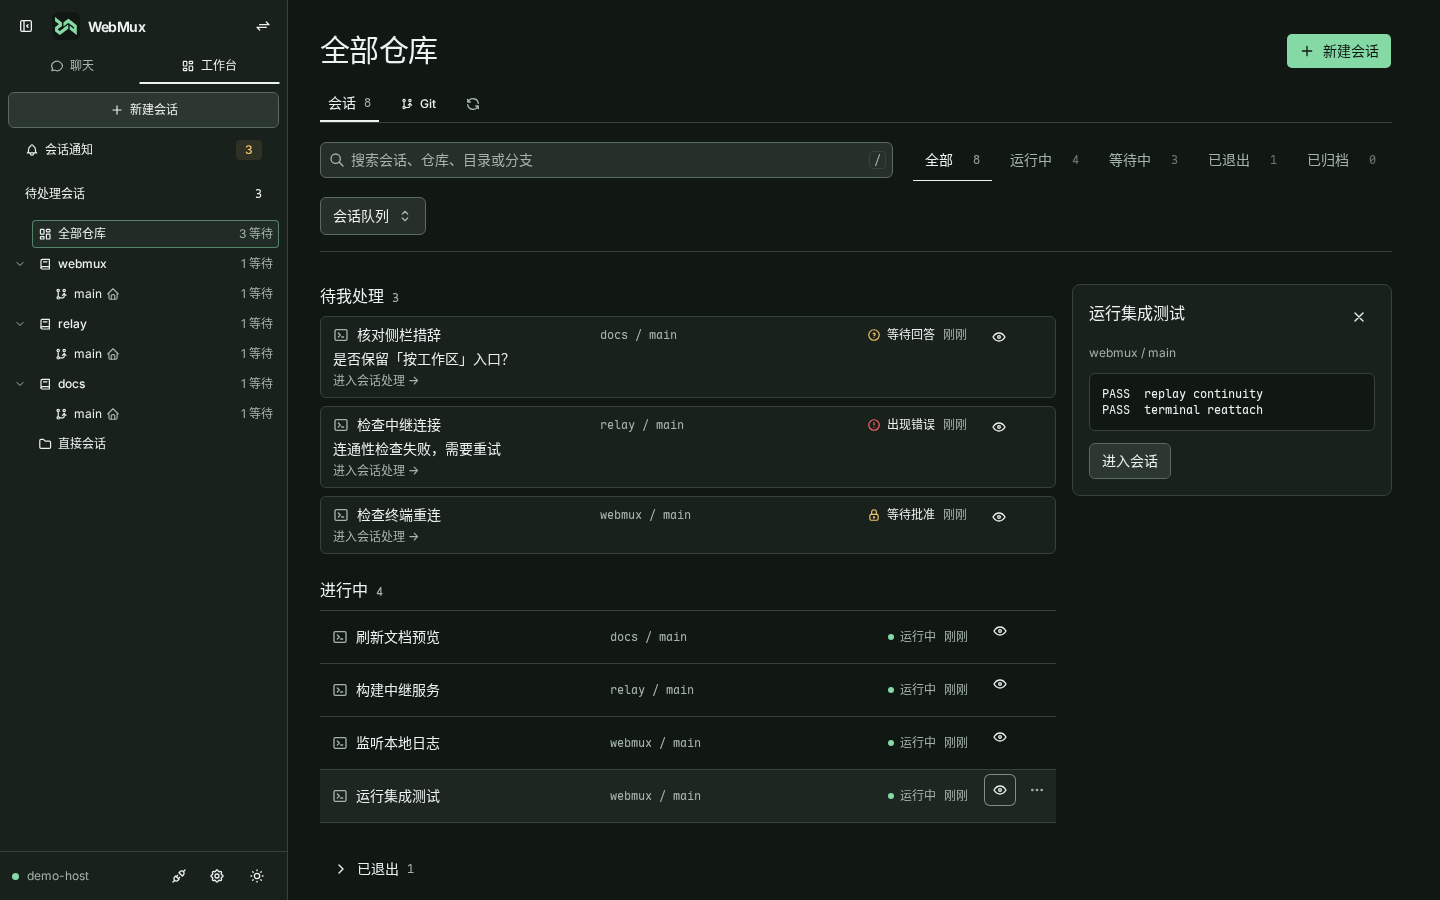 WebMux
聊天
工作台
新建会话
会话通知 3
待处理会话 3
全部仓库 3 等待
webmux 1 等待
main 1 等待
relay 1 等待
main 1 等待
docs 1 等待
main 1 等待
直接会话
demo-host
全部仓库
新建会话
会话 8
Git
搜索会话、仓库、目录或分支 /
全部 8
运行中 4
等待中 3
已退出 1
已归档 0
会话队列
待我处理 3
核对侧栏措辞 docs / main 等待回答 刚刚
是否保留「按工作区」入口？
进入会话处理 →
检查中继连接 relay / main 出现错误 刚刚
连通性检查失败，需要重试
进入会话处理 →
检查终端重连 webmux / main 等待批准 刚刚
进入会话处理 →
进行中 4
刷新文档预览 docs / main 运行中 刚刚
构建中继服务 relay / main 运行中 刚刚
监听本地日志 webmux / main 运行中 刚刚
运行集成测试 webmux / main 运行中 刚刚
已退出 1
运行集成测试
webmux / main
PASS replay continuity
PASS terminal reattach
进入会话